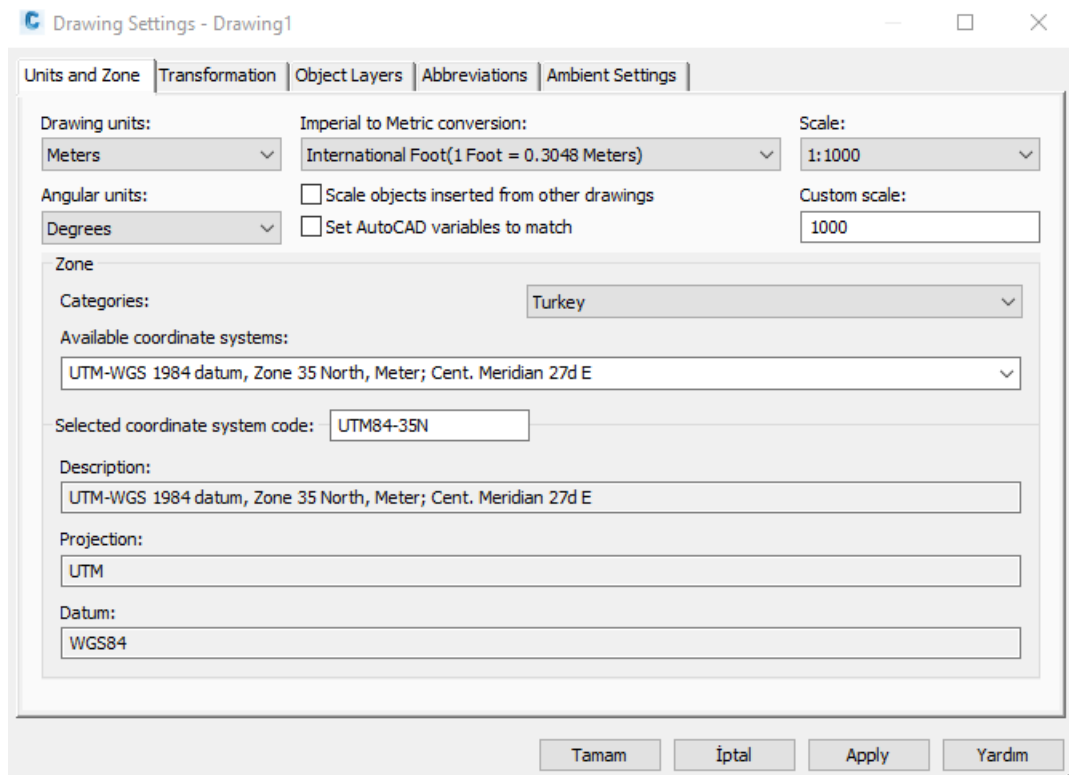 Drawing Settings - Drawing1
Units and Zone Transformation Object Layers Abbreviations Ambient Settings
Drawing units: Imperial to Metric conversion: Scale:
Meters International Foot(1 Foot = 0.3048 Meters) 1:1000
Angular units: Scale objects inserted from other drawings Custom scale:
Degrees Set AutoCAD variables to match 1000
Zone
Categories: Turkey
Available coordinate systems:
UTM-WGS 1984 datum, Zone 35 North, Meter; Cent. Meridian 27d E
Selected coordinate system code: UTM84-35N
Description:
UTM-WGS 1984 datum, Zone 35 North, Meter; Cent. Meridian 27d E
Projection:
UTM
Datum:
WGS84
Tamam İptal Apply Yardım